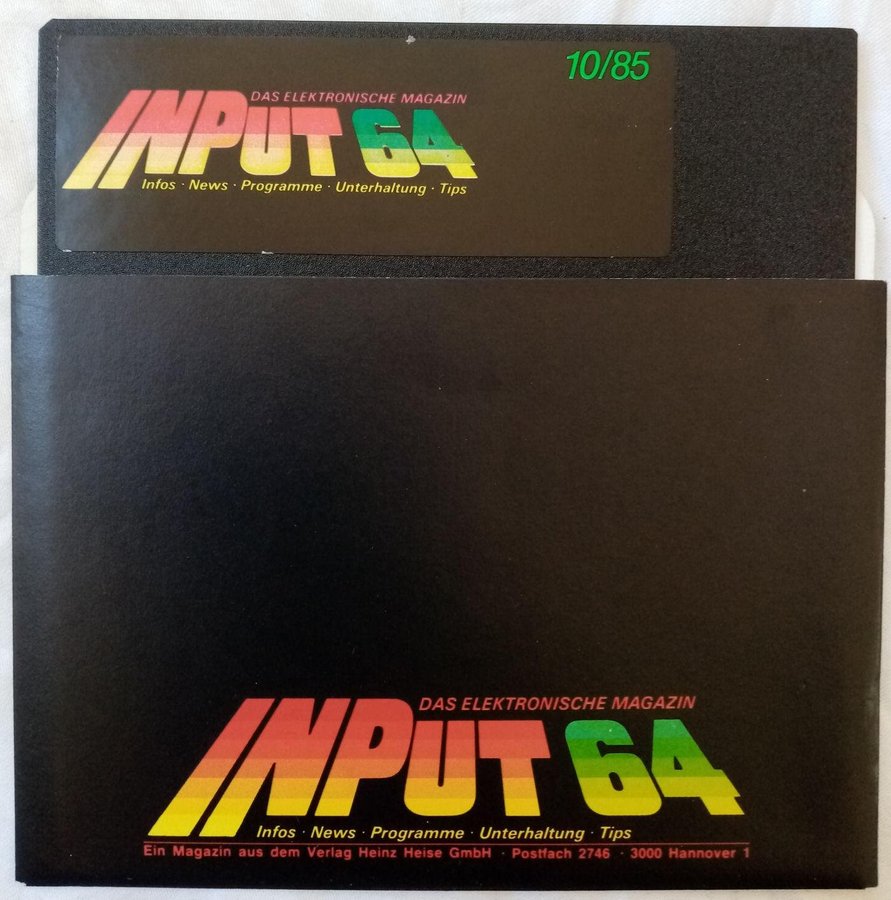 10/85
DAS ELEKTRONISCHE MAGAZIN
INPUT 64
Infos · News · Programme · Unterhaltung · Tips
DAS ELEKTRONISCHE MAGAZIN
INPUT 64
Infos · News · Programme · Unterhaltung · Tips
Ein Magazin aus dem Verlag Heinz Heise GmbH · Postfach 2746 · 3000 Hannover 1